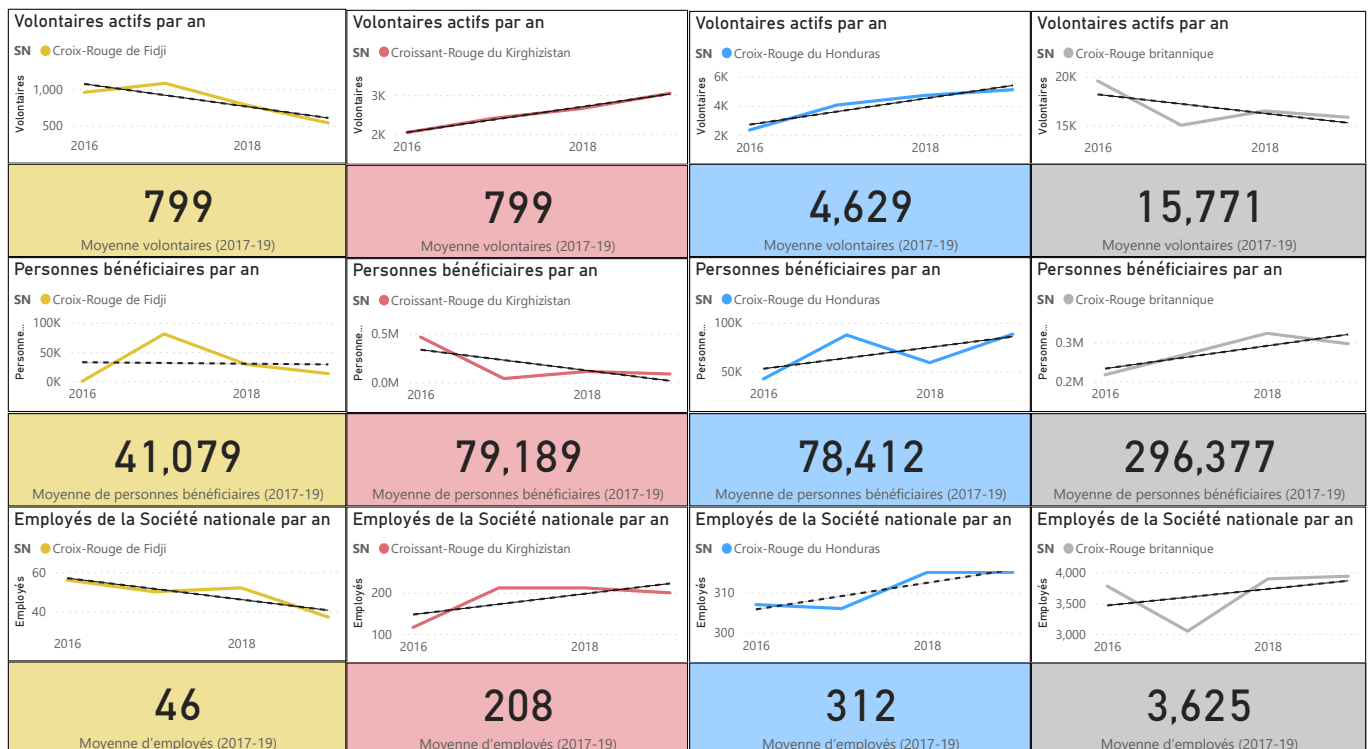 Volontaires actifs par an
SN Croix-Rouge de Fidji
Volontaires
1,000
500
2016 2018
799
Moyenne volontaires (2017-19)
Volontaires actifs par an
SN Croissant-Rouge du Kirghizistan
Volontaires
3K
2K
2016 2018
799
Moyenne volontaires (2017-19)
Volontaires actifs par an
SN Croix-Rouge du Honduras
Volontaires
6K
4K
2K
2016 2018
4,629
Moyenne volontaires (2017-19)
Volontaires actifs par an
SN Croix-Rouge britannique
Volontaires
20K
15K
2016 2018
15,771
Moyenne volontaires (2017-19)
Personnes bénéficiaires par an
SN Croix-Rouge de Fidji
Personne...
100K
50K
0K
2016 2018
41,079
Moyenne de personnes bénéficiaires (2017-19)
Personnes bénéficiaires par an
SN Croissant-Rouge du Kirghizistan
Personne...
0.5M
0.0M
2016 2018
79,189
Moyenne de personnes bénéficiaires (2017-19)
Personnes bénéficiaires par an
SN Croix-Rouge du Honduras
Personne...
100K
50K
2016 2018
78,412
Moyenne de personnes bénéficiaires (2017-19)
Personnes bénéficiaires par an
SN Croix-Rouge britannique
Personne...
0.3M
0.2M
2016 2018
296,377
Moyenne de personnes bénéficiaires (2017-19)
Employés de la Société nationale par an
SN Croix-Rouge de Fidji
Employés
60
40
2016 2018
46
Moyenne d'employés (2017-19)
Employés de la Société nationale par an
SN Croissant-Rouge du Kirghizistan
Employés
200
100
2016 2018
208
Moyenne d'employés (2017-19)
Employés de la Société nationale par an
SN Croix-Rouge du Honduras
Employés
310
300
2016 2018
312
Moyenne d'employés (2017-19)
Employés de la Société nationale par an
SN Croix-Rouge britannique
Employés
4,000
3,500
3,000
2016 2018
3,625
Moyenne d'employés (2017-19)